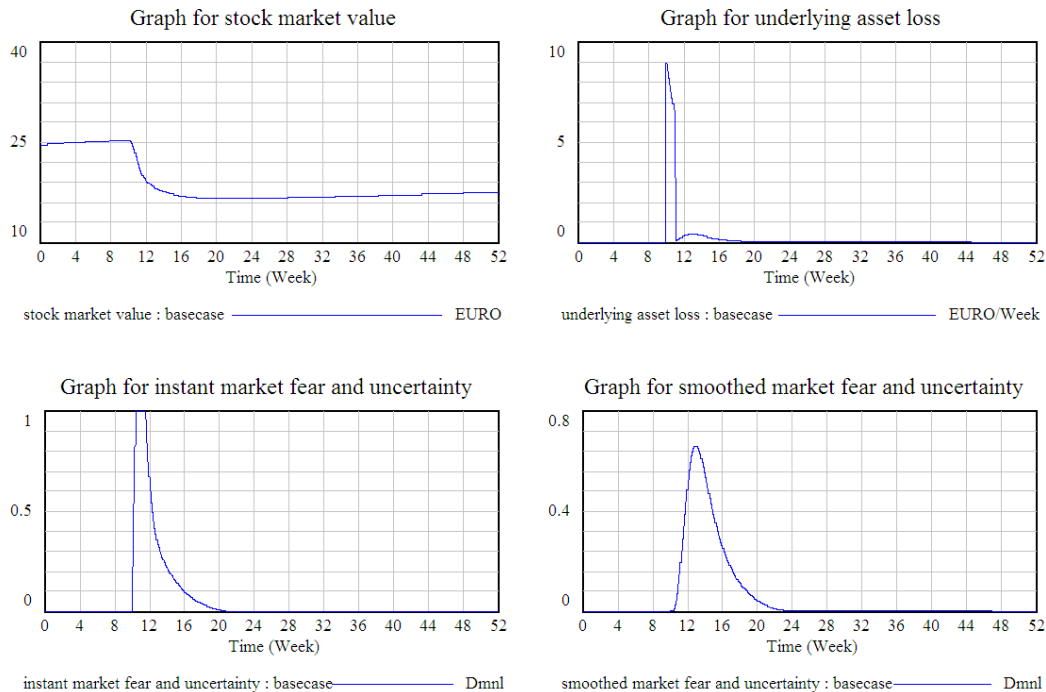 Graph for stock market value
40
25
10
0 4 8 12 16 20 24 28 32 36 40 44 48 52
Time (Week)
stock market value : basecase EURO
Graph for underlying asset loss
10
5
0
0 4 8 12 16 20 24 28 32 36 40 44 48 52
Time (Week)
underlying asset loss : basecase EURO/Week
Graph for instant market fear and uncertainty
1
0.5
0
0 4 8 12 16 20 24 28 32 36 40 44 48 52
Time (Week)
instant market fear and uncertainty : basecase Dmnl
Graph for smoothed market fear and uncertainty
0.8
0.4
0
0 4 8 12 16 20 24 28 32 36 40 44 48 52
Time (Week)
smoothed market fear and uncertainty : basecase Dmnl